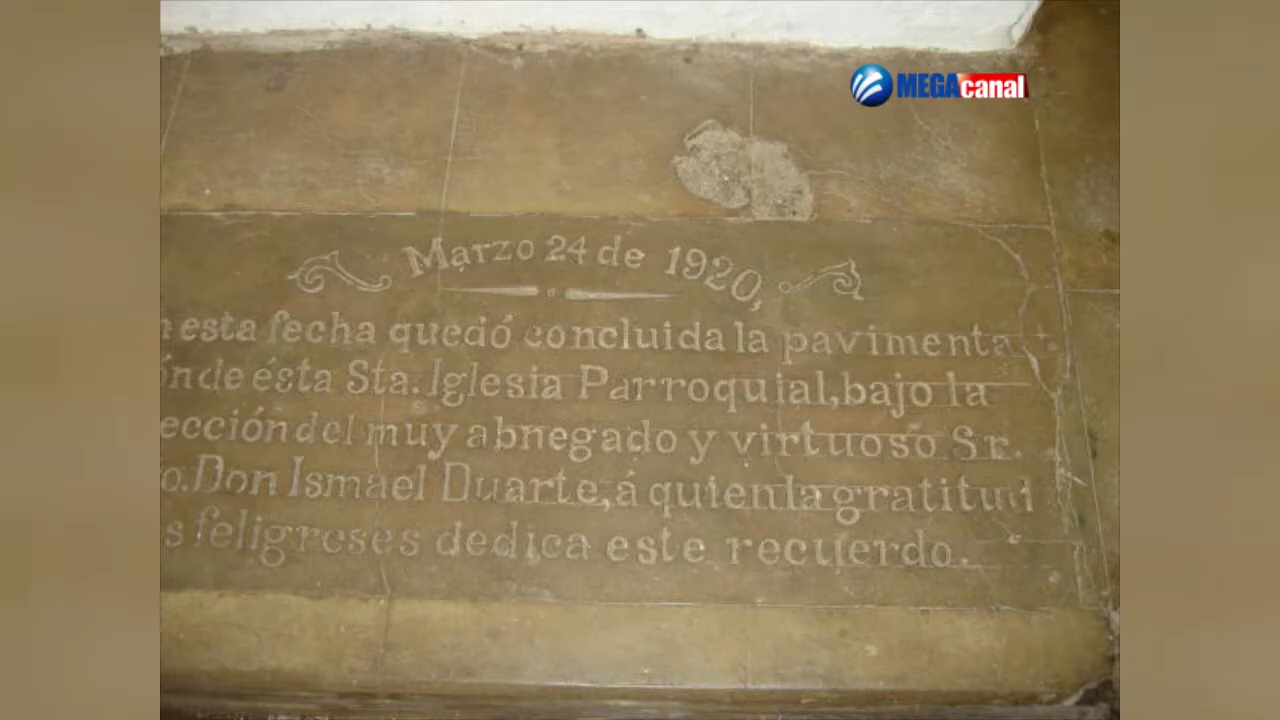 MEGAcanal
Marzo 24 de 1920,
n esta fecha quedó concluida la pavimenta
ón de ésta Sta. Iglesia Parroquial, bajo la
ección del muy abnegado y virtuoso Sr.
o. Don Ismael Duarte, á quien la gratitud
s feligreses dedica este recuerdo.